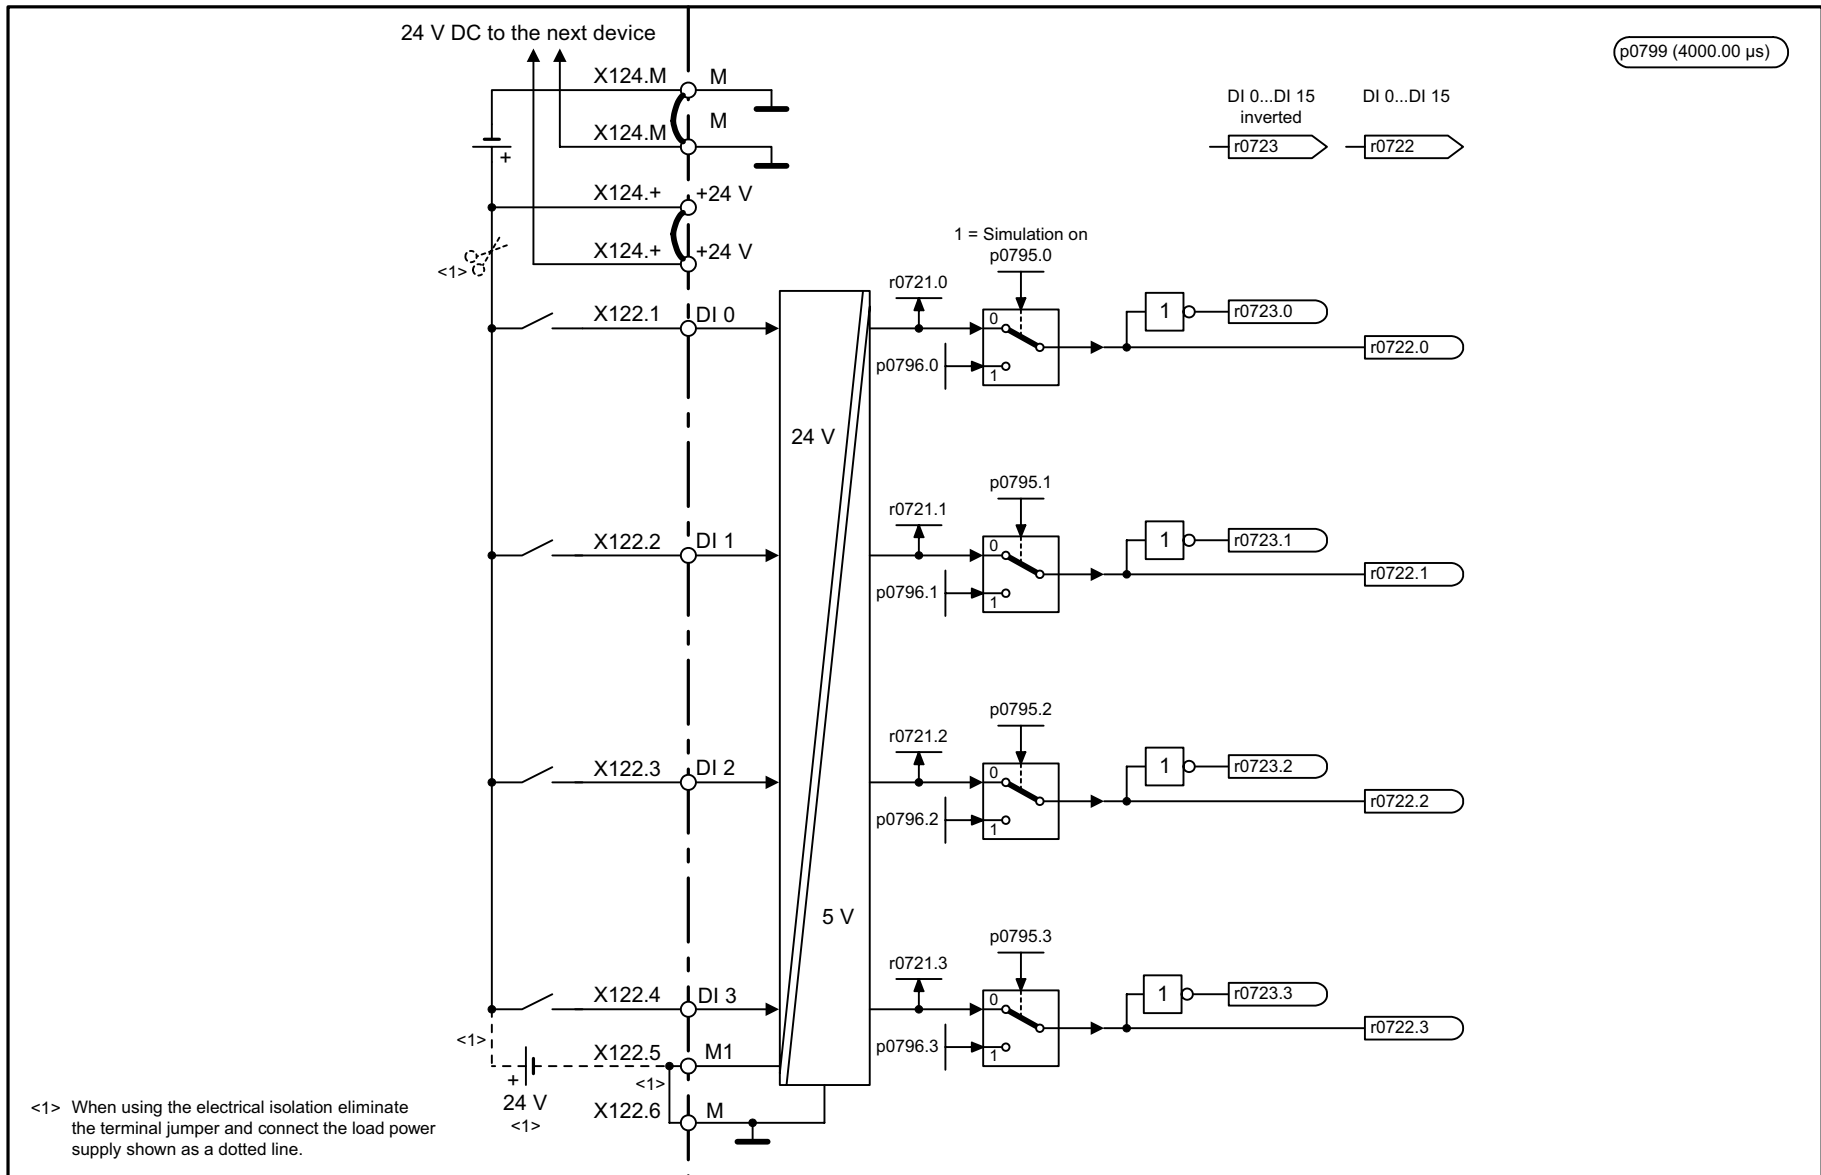 24 V DC to the next device
p0799 (4000.00 µs)
X124.M M
X124.M M
DI 0...DI 15
inverted
r0723
DI 0...DI 15
r0722
+
X124.+ +24 V
X124.+ +24 V
<1>
1 = Simulation on
p0795.0
r0721.0
X122.1 DI 0
0
p0796.0
1
1
r0723.0
r0722.0
24 V
p0795.1
r0721.1
X122.2 DI 1
0
p0796.1
1
1
r0723.1
r0722.1
p0795.2
r0721.2
X122.3 DI 2
0
p0796.2
1
1
r0723.2
r0722.2
5 V
p0795.3
r0721.3
X122.4 DI 3
0
p0796.3
1
1
r0723.3
r0722.3
<1>
X122.5 M1
+
24 V
<1>
<1>
X122.6 M
<1> When using the electrical isolation eliminate
the terminal jumper and connect the load power
supply shown as a dotted line.